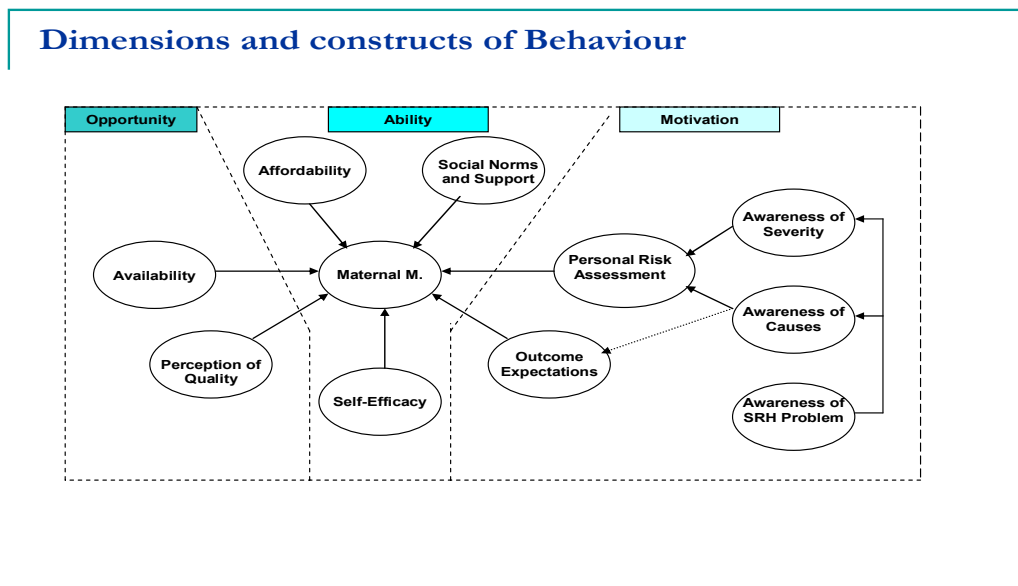 Dimensions and constructs of Behaviour
Opportunity
Ability
Motivation
Affordability
Social Norms
and Support
Awareness of
Severity
Availability
Maternal M.
Personal Risk
Assessment
Awareness of
Causes
Perception of
Quality
Outcome
Expectations
Self-Efficacy
Awareness of
SRH Problem